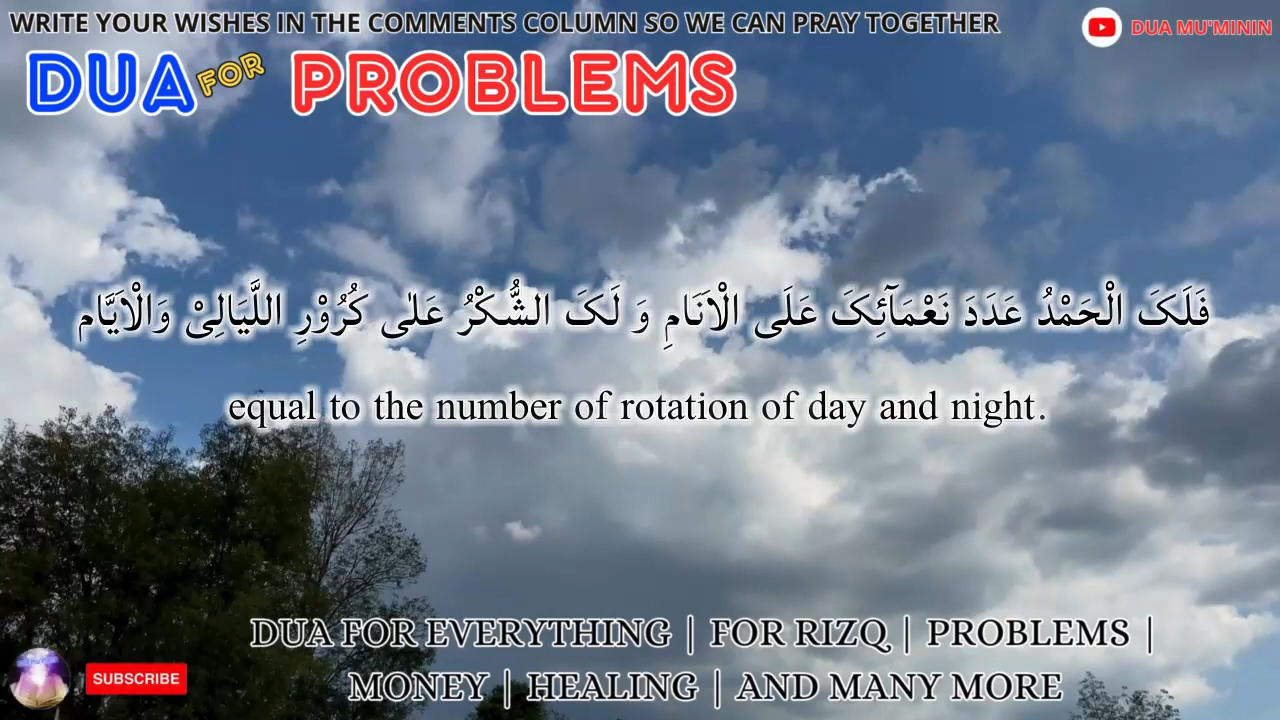 WRITE YOUR WISHES IN THE COMMENTS COLUMN SO WE CAN PRAY TOGETHER
DUA MU'MININ
DUA FOR PROBLEMS
فَلَکَ الْحَمْدُ عَدَدَ نَعْمَآئِکَ عَلَی الْاَنَامِ وَ لَکَ الشُّکْرُ عَلٰی کُرُوْرِ اللَّیَالِیْ وَالْاَیَّام
equal to the number of rotation of day and night.
DUA FOR EVERYTHING | FOR RIZQ | PROBLEMS |
MONEY | HEALING | AND MANY MORE
SUBSCRIBE